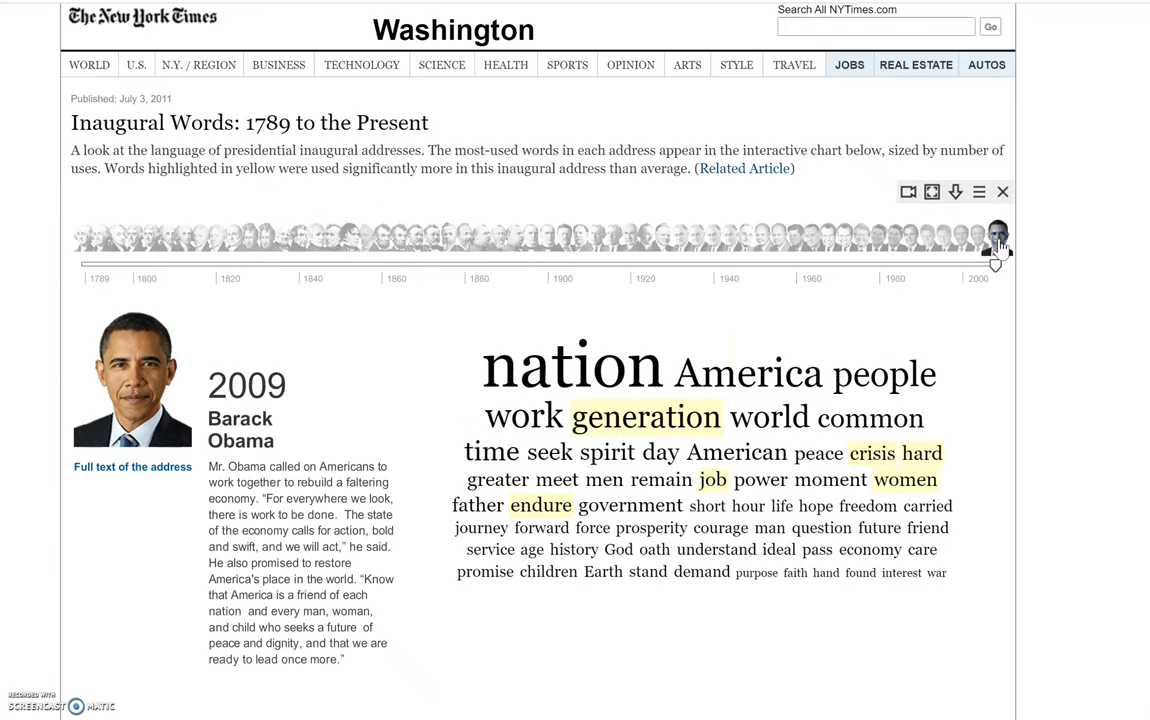 The New York Times
Washington
Search All NYTimes.com
Go
WORLD U.S. N.Y. / REGION BUSINESS TECHNOLOGY SCIENCE HEALTH SPORTS OPINION ARTS STYLE TRAVEL JOBS REAL ESTATE AUTOS
Published: July 3, 2011
Inaugural Words: 1789 to the Present
A look at the language of presidential inaugural addresses. The most-used words in each address appear in the interactive chart below, sized by number of
uses. Words highlighted in yellow were used significantly more in this inaugural address than average. (Related Article)
1789 1800 1820 1840 1860 1880 1900 1920 1940 1960 1980 2000
2009
Barack
Obama
Full text of the address
Mr. Obama called on Americans to
work together to rebuild a faltering
economy. “For everywhere we look,
there is work to be done. The state
of the economy calls for action, bold
and swift, and we will act,” he said.
He also promised to restore
America's place in the world. “Know
that America is a friend of each
nation and every man, woman,
and child who seeks a future of
peace and dignity, and that we are
ready to lead once more.”
nation America people
work generation world common
time seek spirit day American peace crisis hard
greater meet men remain job power moment women
father endure government short hour life hope freedom carried
journey forward force prosperity courage man question future friend
service age history God oath understand ideal pass economy care
promise children Earth stand demand purpose faith hand found interest war
RECORDED WITH
SCREENCAST MATIC